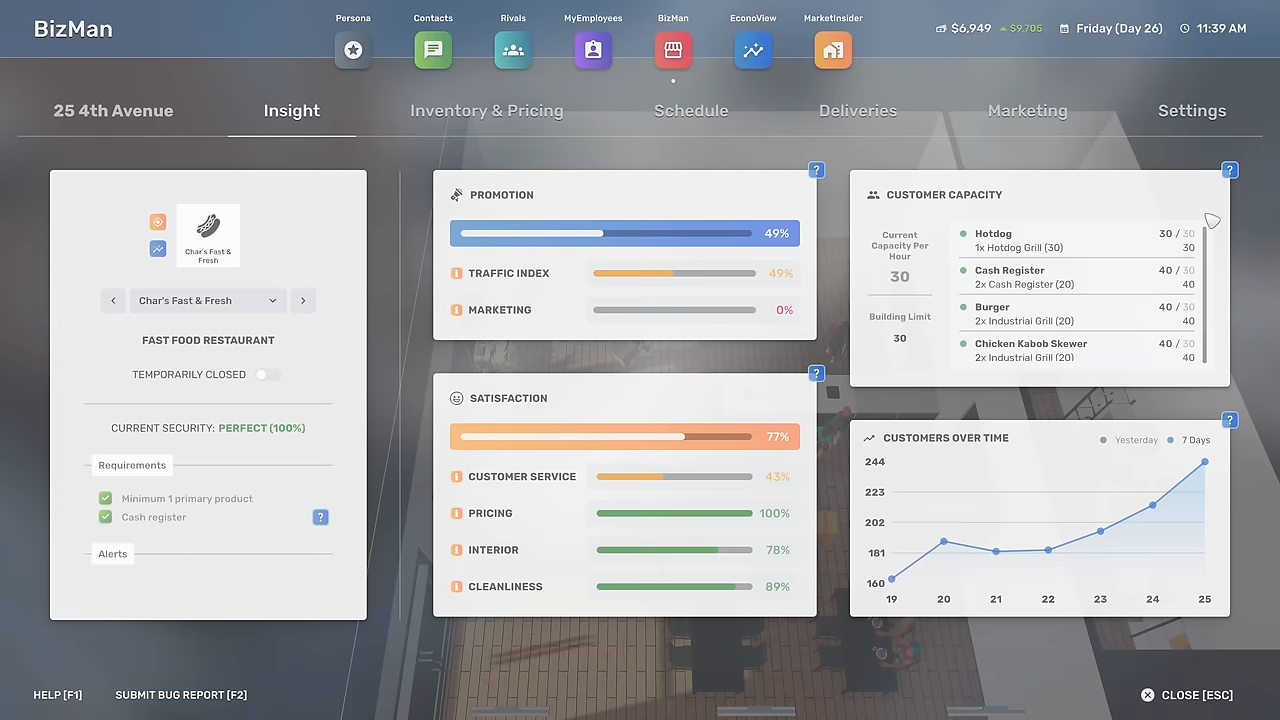 BizMan
Persona
Contacts
Rivals
MyEmployees
BizMan
EconoView
MarketInsider
$6,949
$9,705
Friday (Day 26)
11:39 AM
25 4th Avenue
Insight
Inventory & Pricing
Schedule
Deliveries
Marketing
Settings
Char's Fast &
Fresh
Char's Fast & Fresh
FAST FOOD RESTAURANT
TEMPORARILY CLOSED
CURRENT SECURITY: PERFECT (100%)
Requirements
Minimum 1 primary product
Cash register
?
Alerts
?
PROMOTION
49%
TRAFFIC INDEX
49%
MARKETING
0%
?
SATISFACTION
77%
CUSTOMER SERVICE
43%
PRICING
100%
INTERIOR
78%
CLEANLINESS
89%
?
CUSTOMER CAPACITY
Current
Capacity Per
Hour
30
Building Limit
30
Hotdog
30 / 30
1x Hotdog Grill (30)
30
Cash Register
40 / 30
2x Cash Register (20)
40
Burger
40 / 30
2x Industrial Grill (20)
40
Chicken Kabob Skewer
40 / 30
2x Industrial Grill (20)
40
?
CUSTOMERS OVER TIME
Yesterday
7 Days
244
223
202
181
160
19
20
21
22
23
24
25
HELP [F1]
SUBMIT BUG REPORT [F2]
CLOSE [ESC]